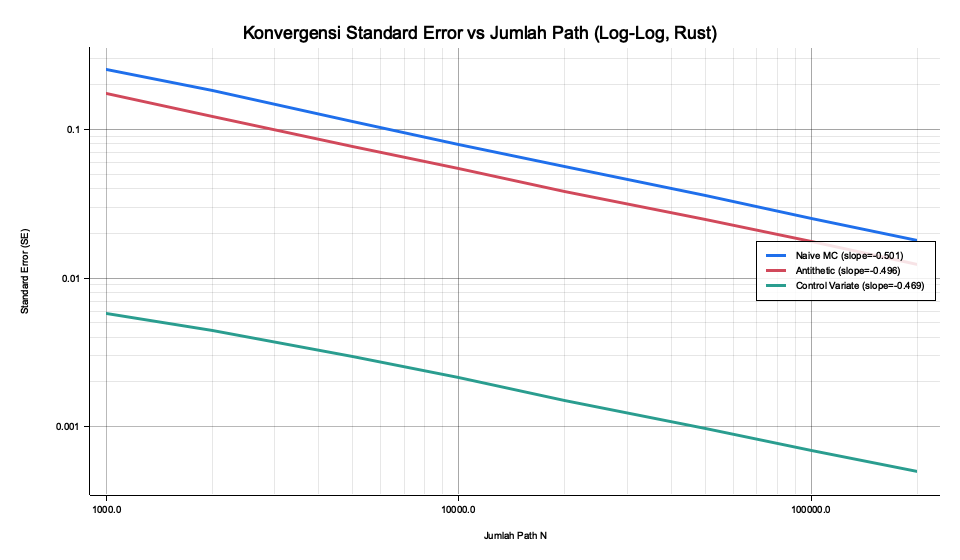 Konvergensi Standard Error vs Jumlah Path (Log-Log, Rust)
Standard Error (SE)
0.1
0.01
0.001
Naive MC (slope=-0.501)
Antithetic (slope=-0.496)
Control Variate (slope=-0.469)
1000.0
10000.0
100000.0
Jumlah Path N